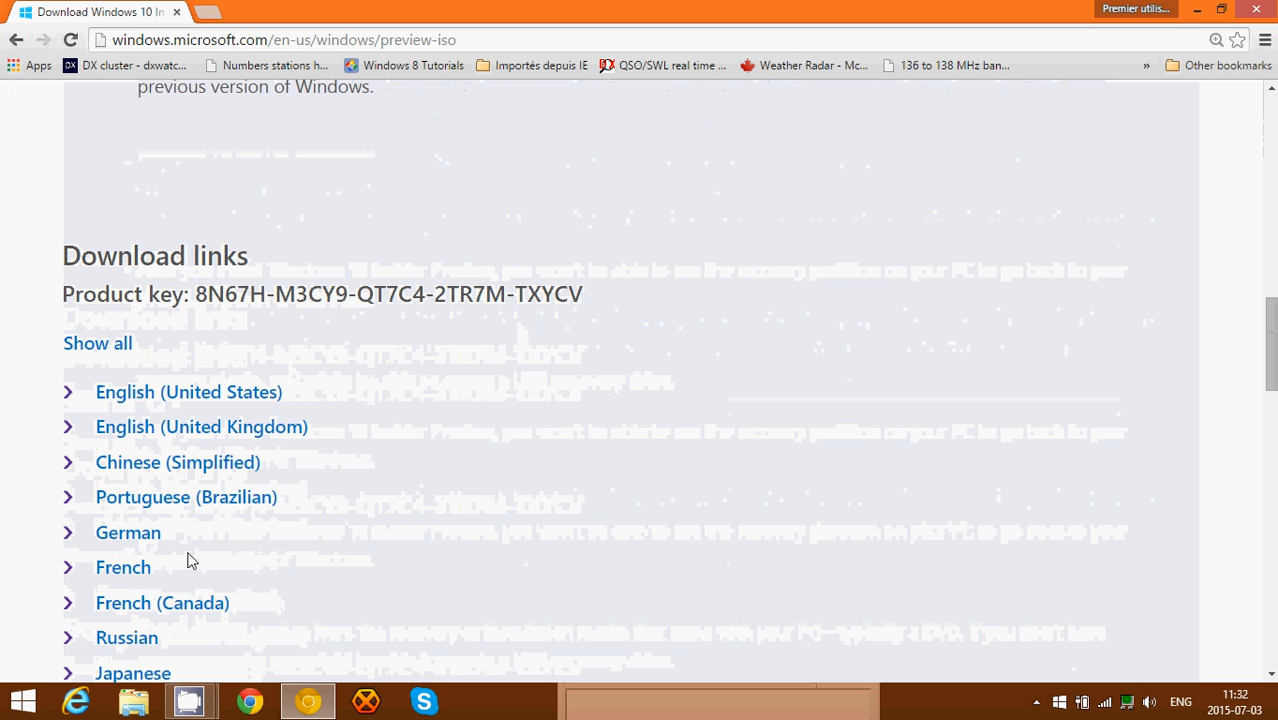 Download Windows 10 In
Premier utilis...
windows.microsoft.com/en-us/windows/preview-iso
Apps
DX cluster - dxwatc...
Numbers stations h...
Windows 8 Tutorials
Importés depuis IE
QSO/SWL real time ...
Weather Radar - Mc...
136 to 138 MHz ban...
»
Other bookmarks
previous version of Windows.
Download links
Product key: 8N67H-M3CY9-QT7C4-2TR7M-TXYCV
Show all
English (United States)
English (United Kingdom)
Chinese (Simplified)
Portuguese (Brazilian)
German
French
French (Canada)
Russian
Japanese
ENG
11:32
2015-07-03